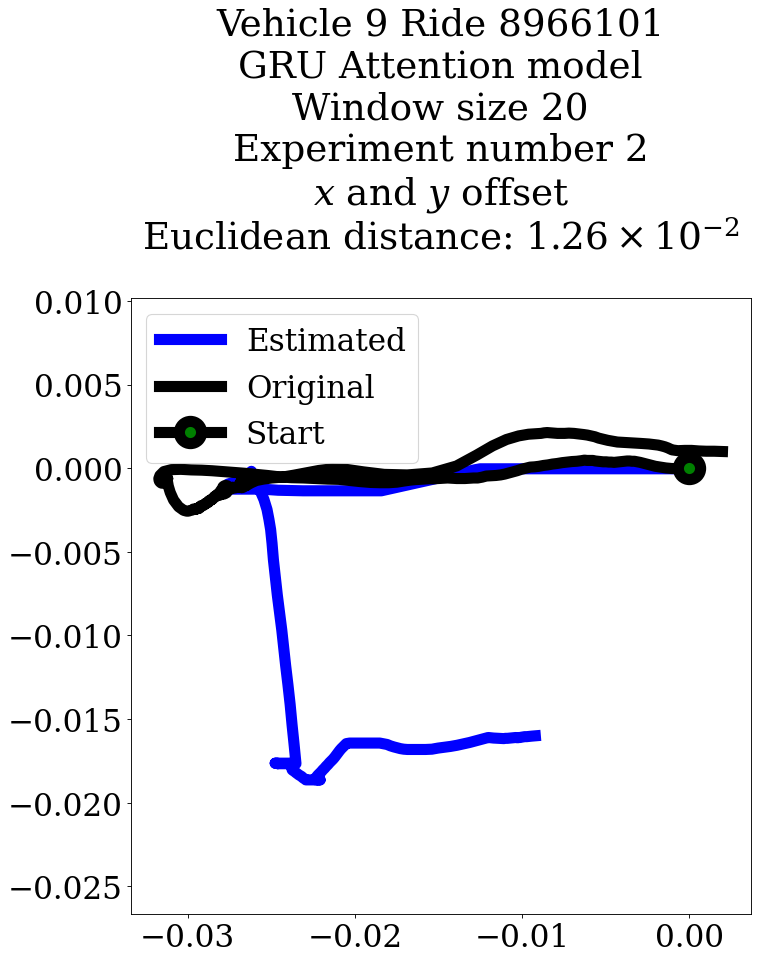 Vehicle 9 Ride 8966101
GRU Attention model
Window size 20
Experiment number 2
x and y offset
Euclidean distance: 1.26 × 10⁻²
0.010
Estimated
0.005
Original
Start
0.000
−0.005
−0.010
−0.015
−0.020
−0.025
−0.03 −0.02 −0.01 0.00